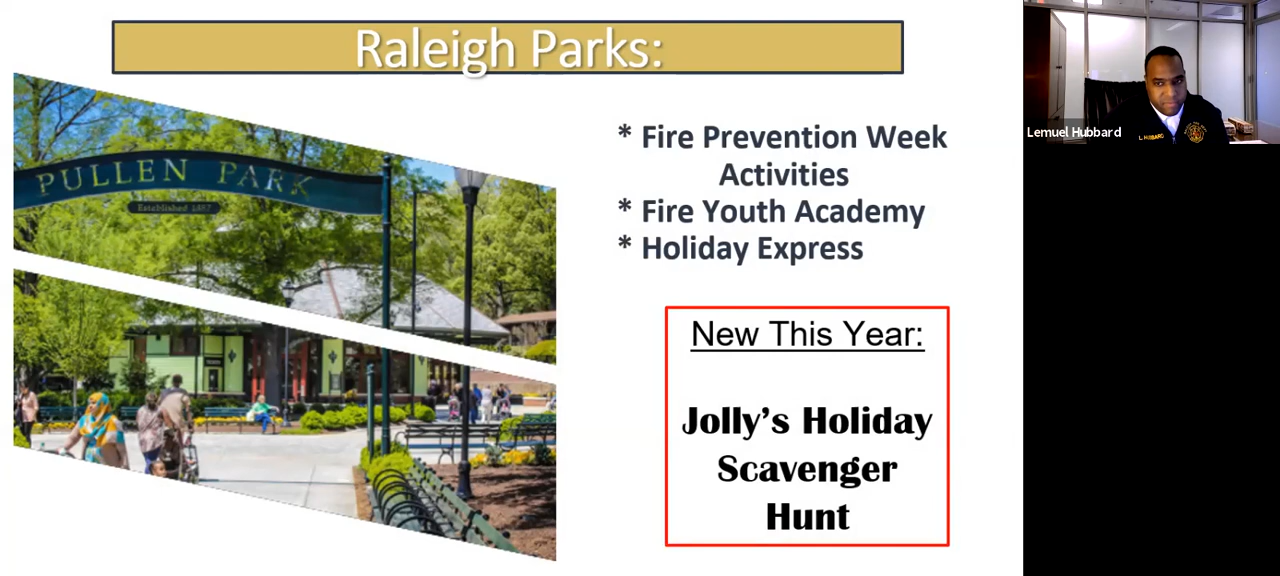 Raleigh Parks:
PULLEN PARK
Established 1887
* Fire Prevention Week
Activities
* Fire Youth Academy
* Holiday Express
New This Year:
Jolly's Holiday
Scavenger
Hunt
Lemuel Hubbard
L. HUBBARD